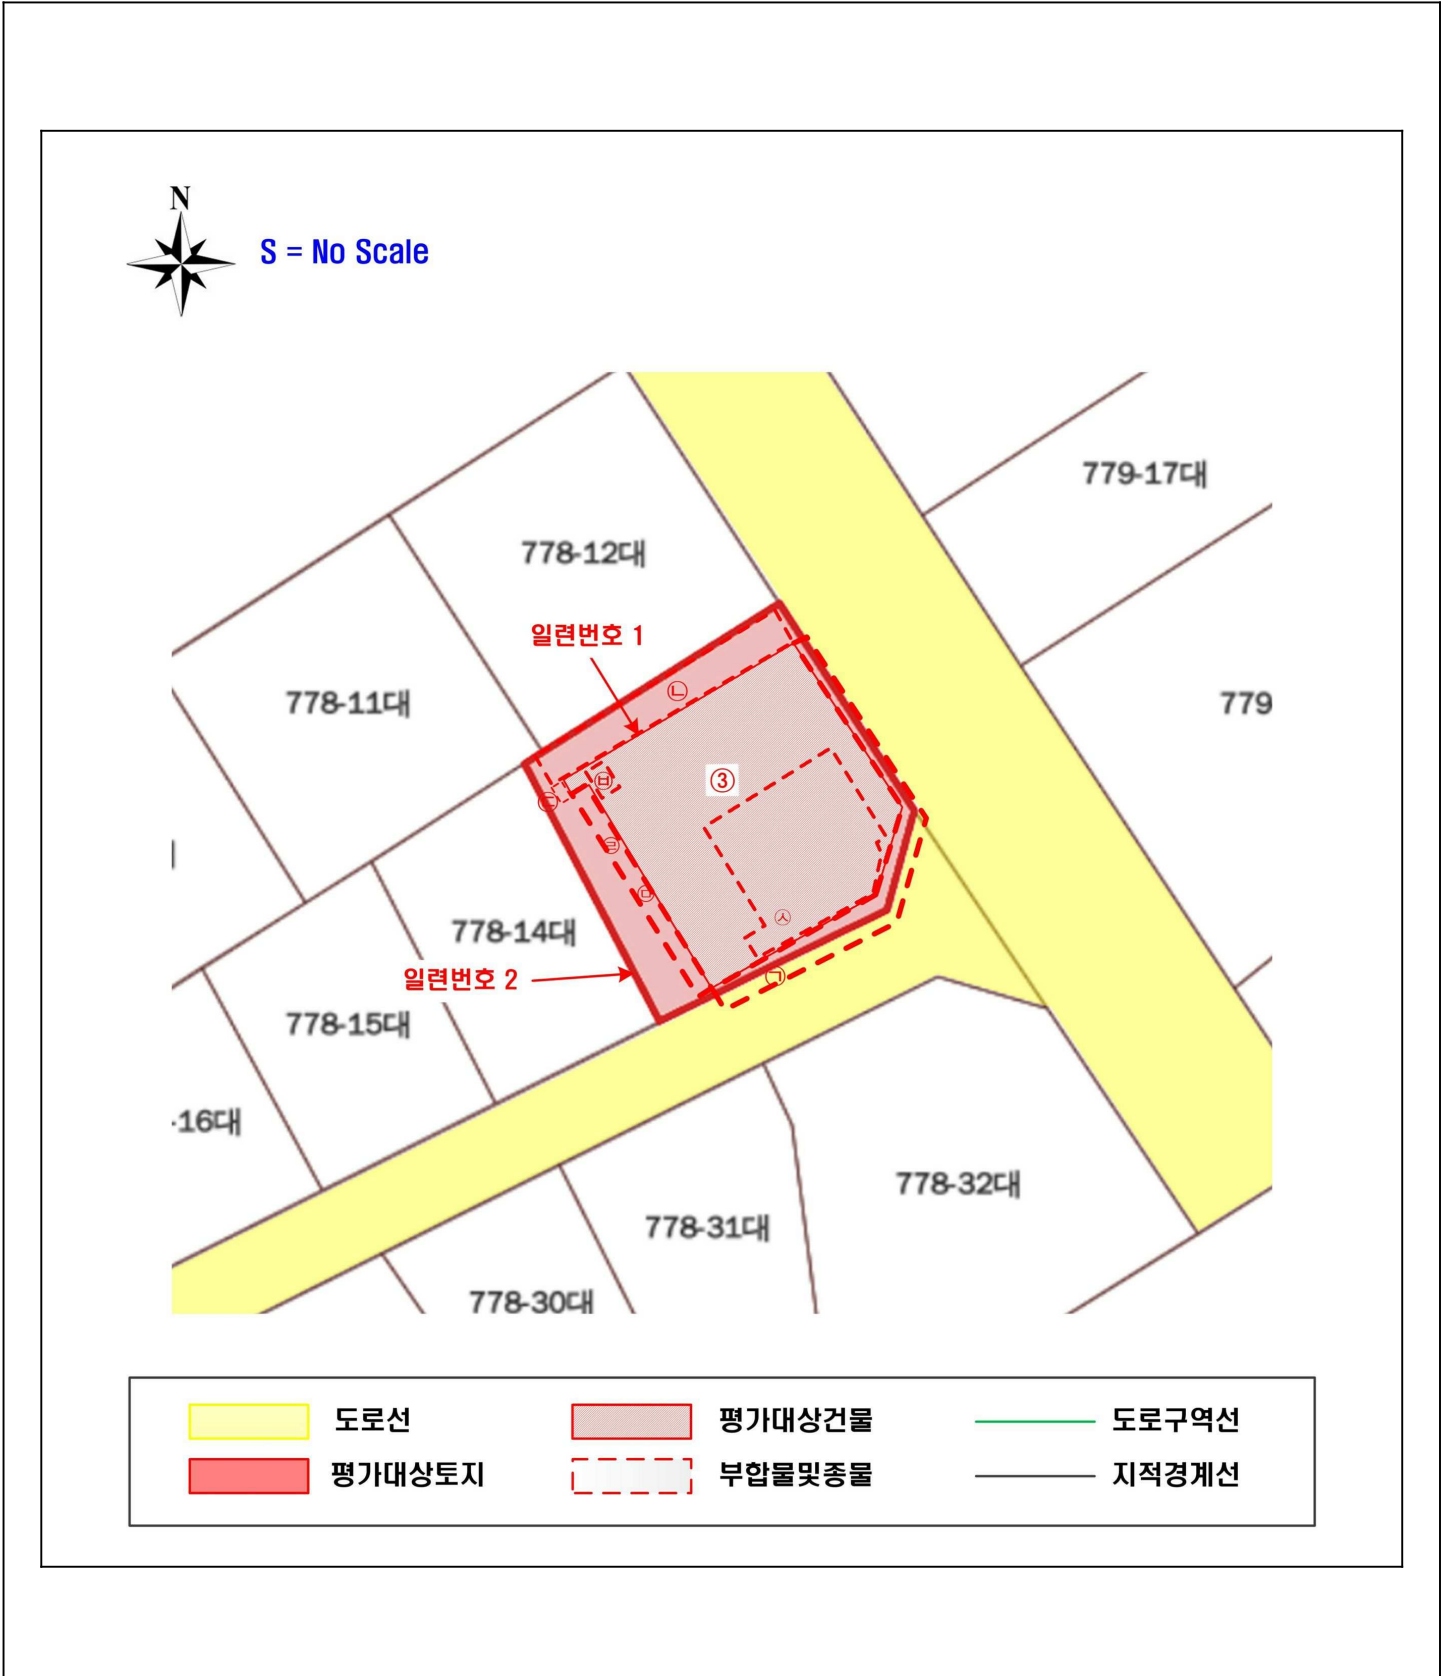 N
S = No Scale
779-17대
778-12대
일련번호 1
㉡
778-11대
779
㉥
③
㉢
㉣
㉤
㉦
778-14대
㉠
일련번호 2
778-15대
-16대
778-32대
778-31대
778-30대
도로선
평가대상건물
도로구역선
평가대상토지
부합물및종물
지적경계선